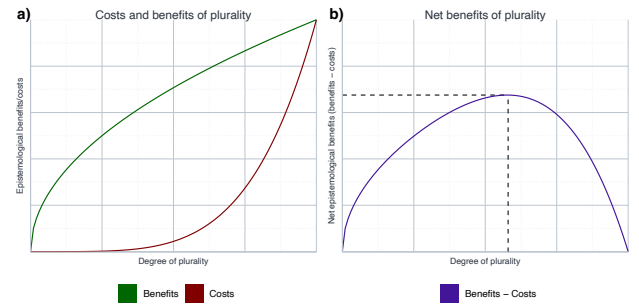 a)
Costs and benefits of plurality
Epistemological benefits/costs
Degree of plurality
Benefits
Costs
b)
Net benefits of plurality
Net epistemological benefits (benefits − costs)
Degree of plurality
Benefits − Costs